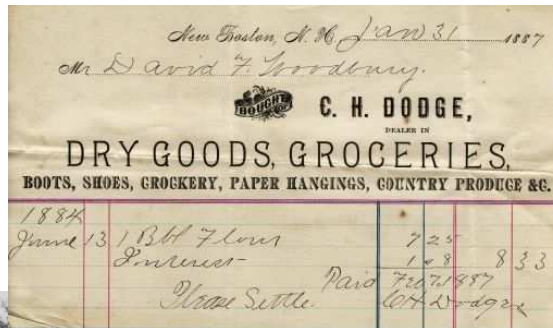 New Boston, N. H. Jan 31 1887
Mr David F. Woodbury.
BOUGHT OF C. H. DODGE,
DEALER IN
DRY GOODS, GROCERIES,
BOOTS, SHOES, CROCKERY, PAPER HANGINGS, COUNTRY PRODUCE &C.
1884
June 13 1 Bbl Flour 7 25
Interest 1 08 8 33
Paid 1887
Please Settle. CH Dodge